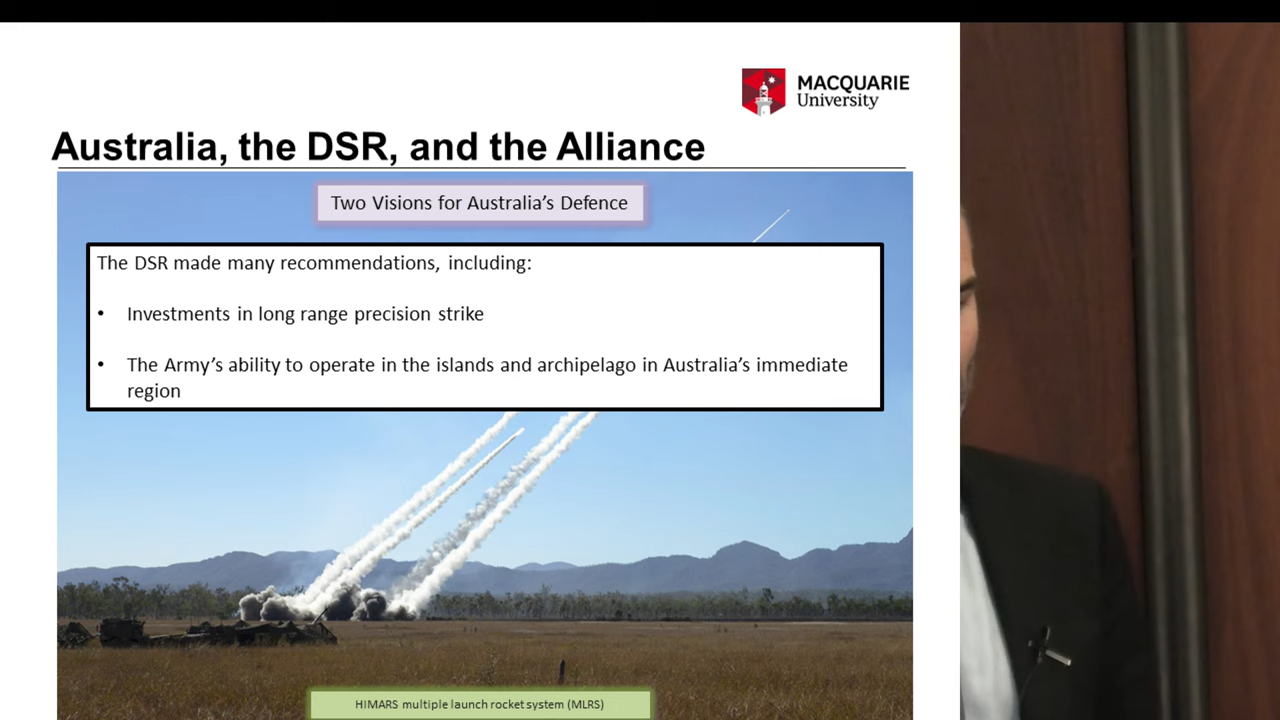 MACQUARIE
University
Australia, the DSR, and the Alliance
Two Visions for Australia's Defence
The DSR made many recommendations, including:
• Investments in long range precision strike
• The Army's ability to operate in the islands and archipelago in Australia's immediate
region
HIMARS multiple launch rocket system (MLRS)